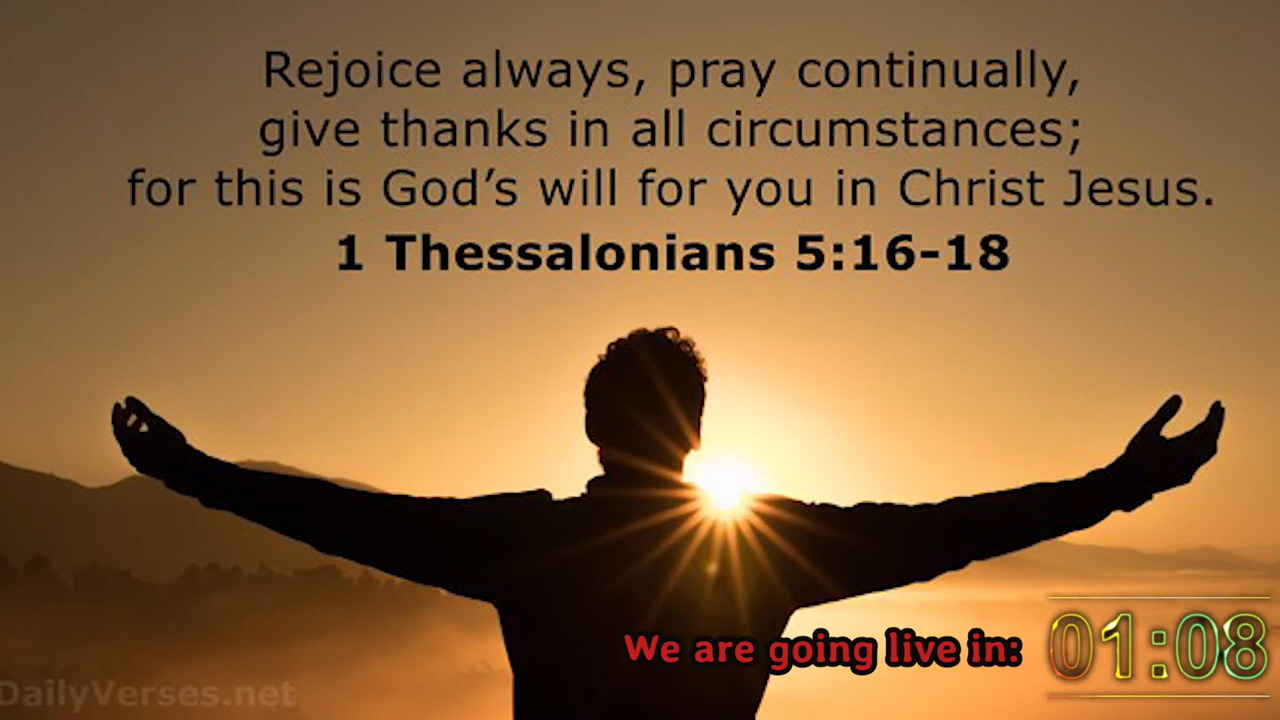 Rejoice always, pray continually,
give thanks in all circumstances;
for this is God’s will for you in Christ Jesus.
1 Thessalonians 5:16-18
We are going live in: 01:08
DailyVerses.net